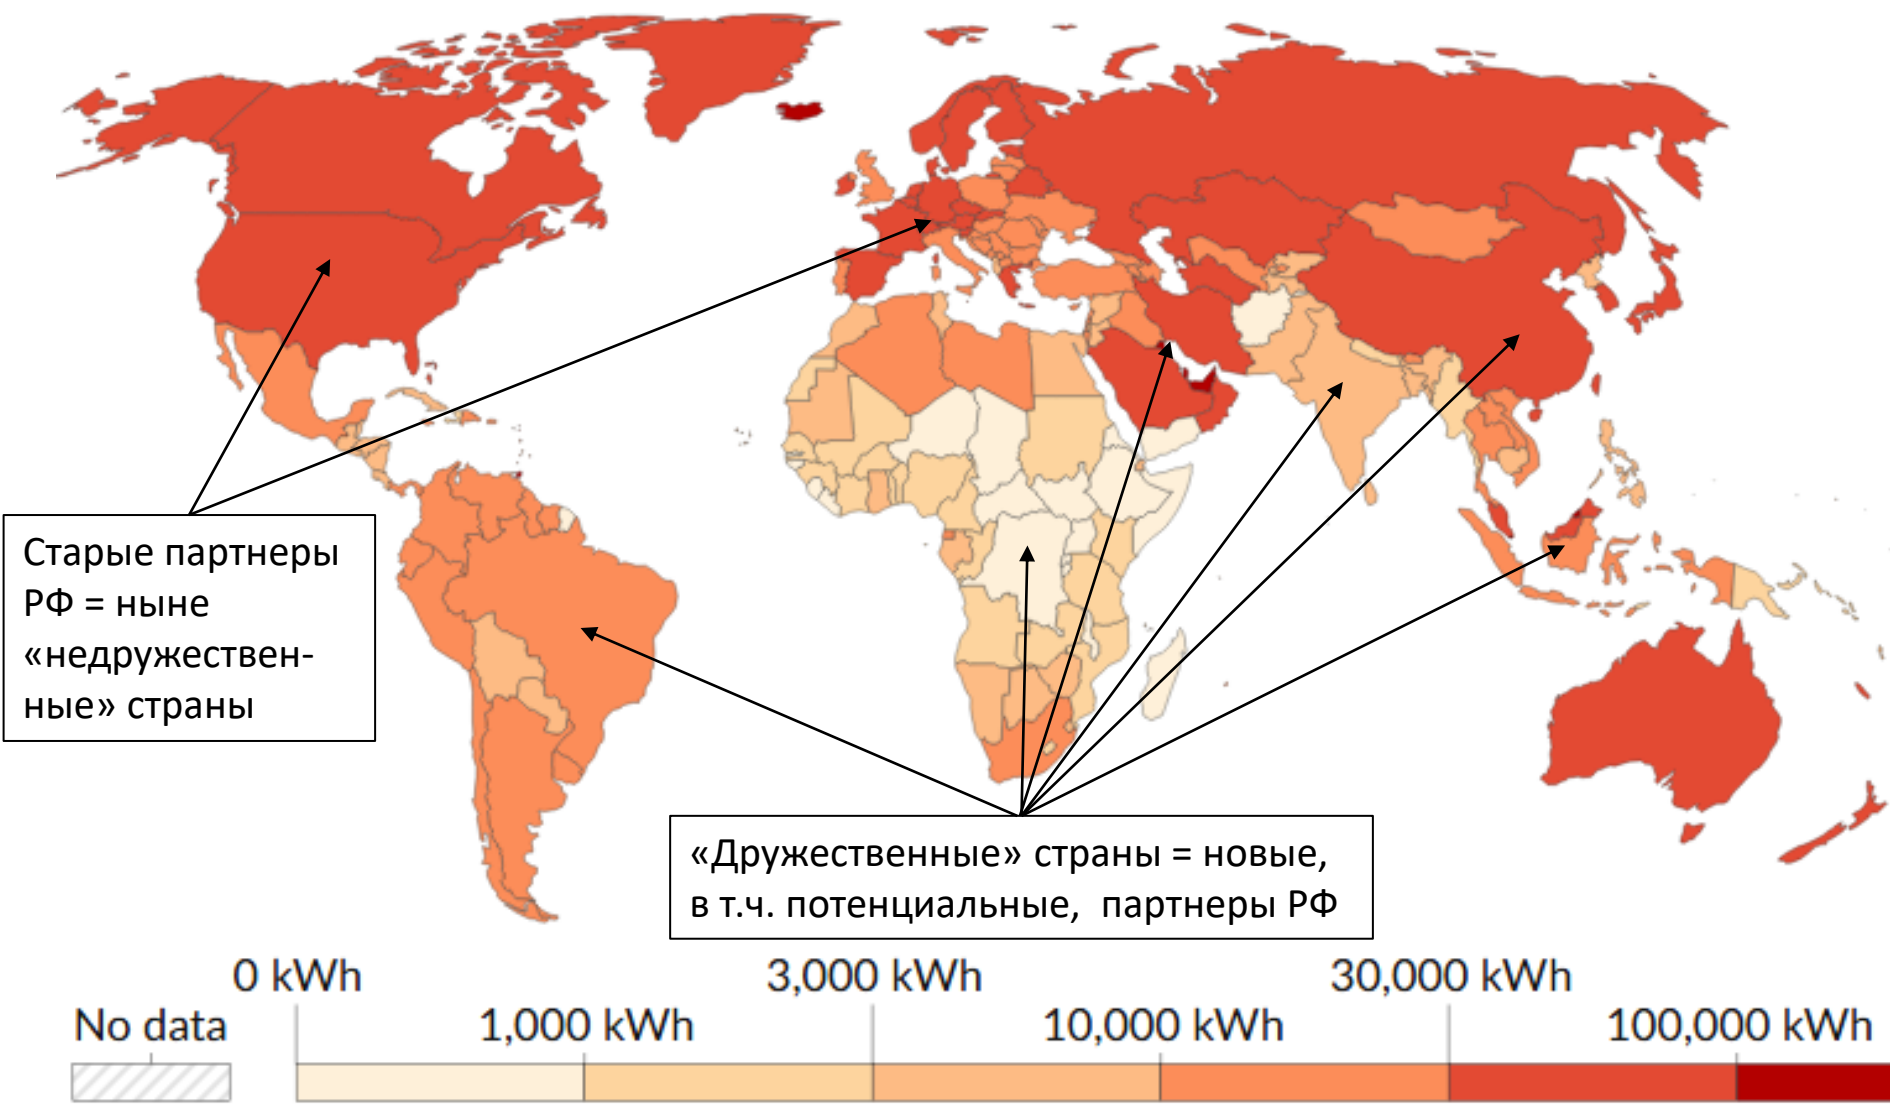 Старые партнеры
РФ = ныне
«недружествен-
ные» страны
«Дружественные» страны = новые,
в т.ч. потенциальные, партнеры РФ
0 kWh 3,000 kWh 30,000 kWh
No data 1,000 kWh 10,000 kWh 100,000 kWh